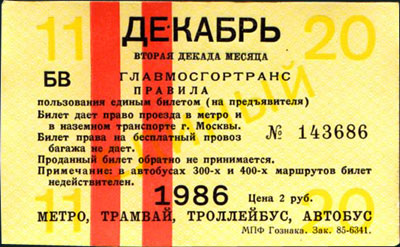 11 ДЕКАБРЬ 20
ВТОРАЯ ДЕКАДА МЕСЯЦА
БВ ГЛАВМОСГОРТРАНС
ПРАВИЛА
пользования единым билетом (на предъявителя)
Билет дает право проезда в метро и
в наземном транспорте г. Москвы.
Билет права на бесплатный провоз
багажа не дает.
№ 143686
Проданный билет обратно не принимается.
Примечание: в автобусах 300-х и 400-х маршрутов билет
недействителен.
11 1986 Цена 2 руб. 20
МЕТРО, ТРАМВАЙ, ТРОЛЛЕЙБУС, АВТОБУС
МПФ Гознака. Зак. 85-6341.